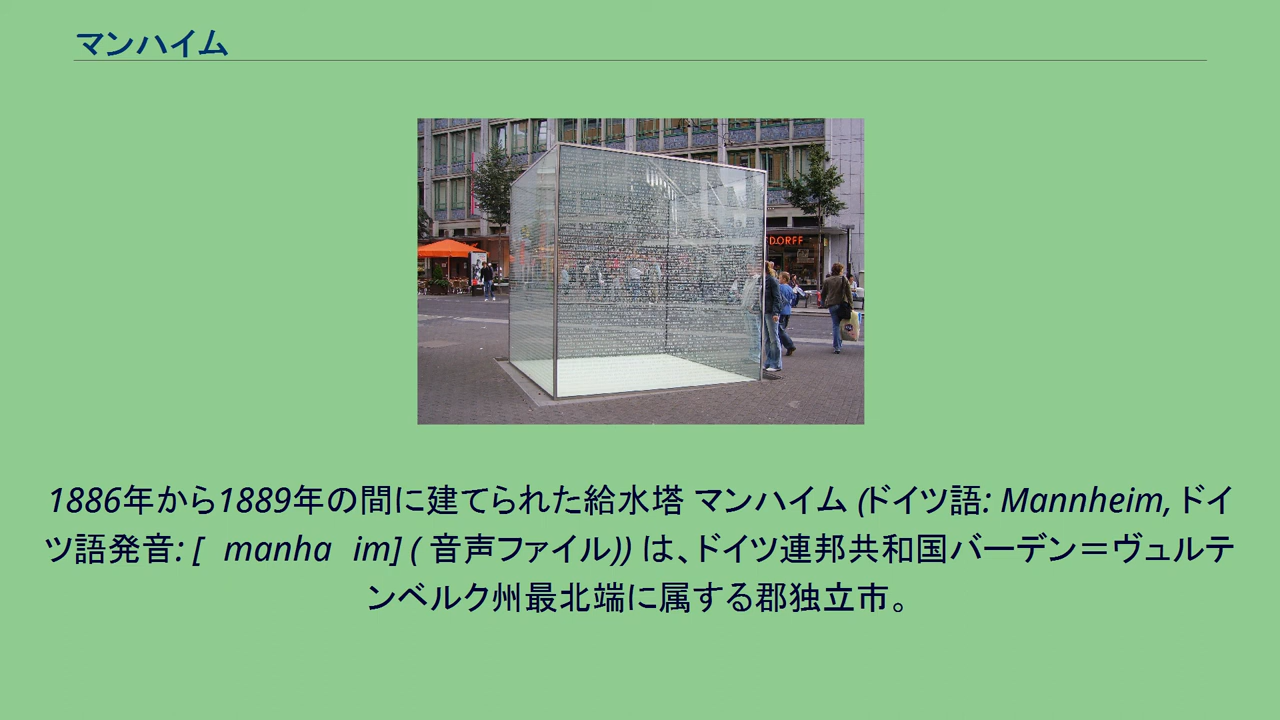 マンハイム
DORFF
1886年から1889年の間に建てられた給水塔 マンハイム (ドイツ語: Mannheim, ドイ
ツ語発音: [ manha im] ( 音声ファイル)) は、ドイツ連邦共和国バーデン＝ヴュルテ
ンベルク州最北端に属する郡独立市。